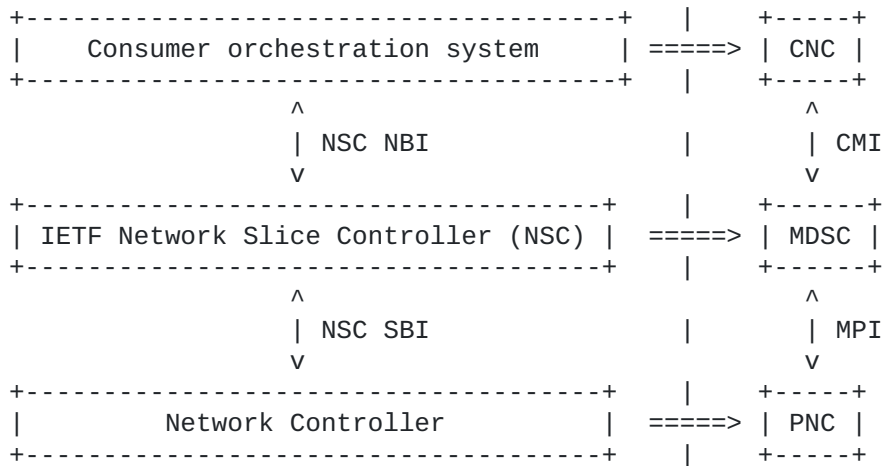 Consumer orchestration system =====> CNC
NSC NBI CMI
IETF Network Slice Controller (NSC) =====> MDSC
NSC SBI MPI
Network Controller =====> PNC